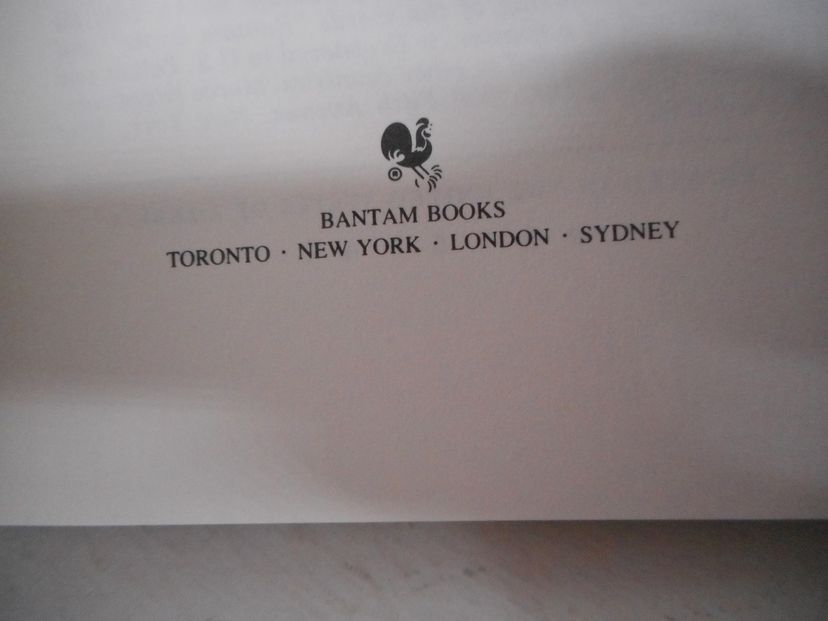 ®
BANTAM BOOKS
TORONTO · NEW YORK · LONDON · SYDNEY